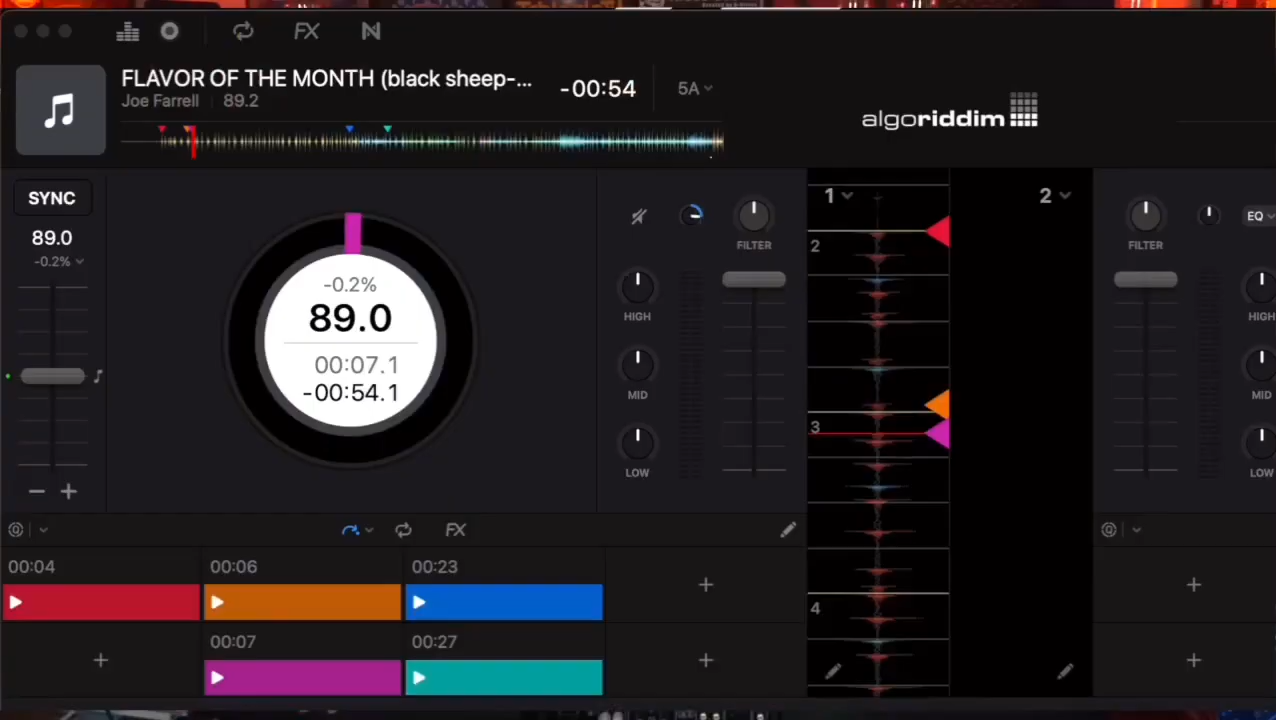 FX
FLAVOR OF THE MONTH (black sheep-...
-00:54
5A
Joe Farrell
89.2
algoriddim
SYNC
89.0
-0.2%
-0.2%
89.0
00:07.1
-00:54.1
FILTER
HIGH
MID
LOW
1
2
2
3
4
FILTER
EQ
HIGH
MID
LOW
FX
00:04
00:06
00:23
00:07
00:27